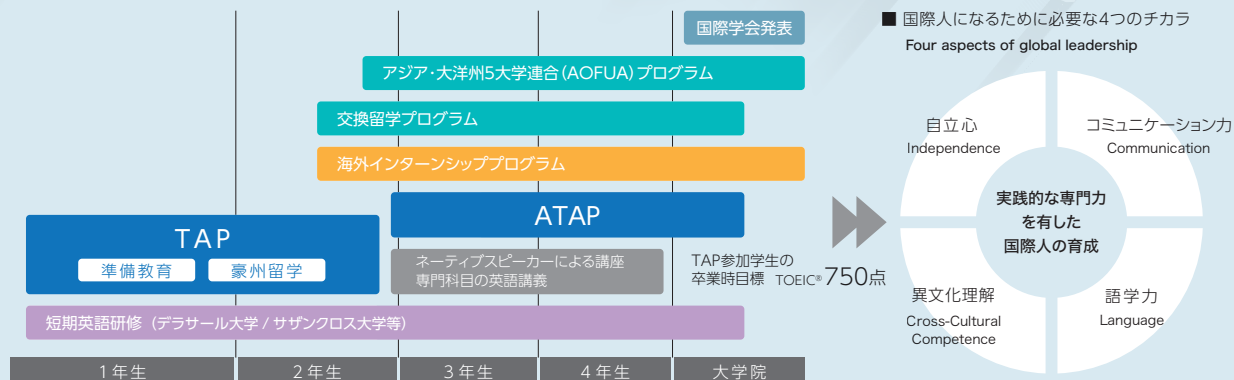 国際学会発表
アジア・大洋州5大学連合(AOFUA)プログラム
交換留学プログラム
海外インターンシッププログラム
ATAP
TAP
準備教育
豪州留学
ネーティブスピーカーによる講座
専門科目の英語講義
TAP参加学生の
卒業時目標 TOEIC® 750点
短期英語研修 (デラサール大学 / サザンクロス大学等)
1年生
2年生
3年生
4年生
大学院
■ 国際人になるために必要な4つのチカラ
Four aspects of global leadership
自立心
Independence
コミュニケーション力
Communication
実践的な専門力
を有した
国際人の育成
異文化理解
Cross-Cultural
Competence
語学力
Language